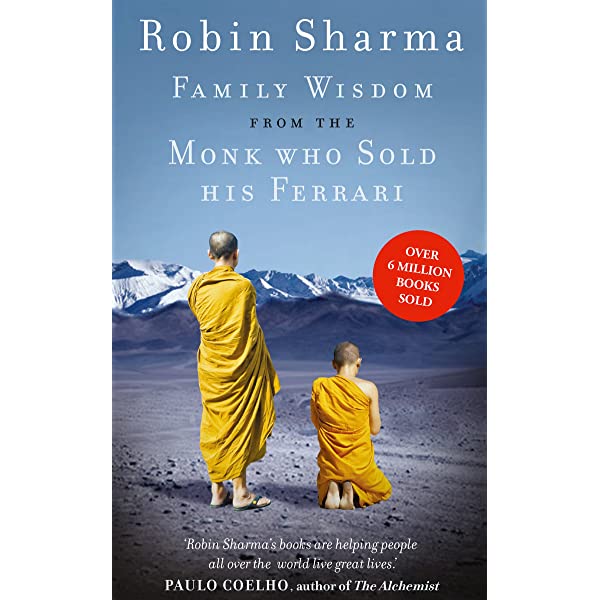 Robin Sharma
FAMILY WISDOM
FROM THE
MONK WHO SOLD
HIS FERRARI
OVER
6 MILLION
BOOKS
SOLD
‘Robin Sharma’s books are helping people
all over the world live great lives.’
PAULO COELHO, author of The Alchemist